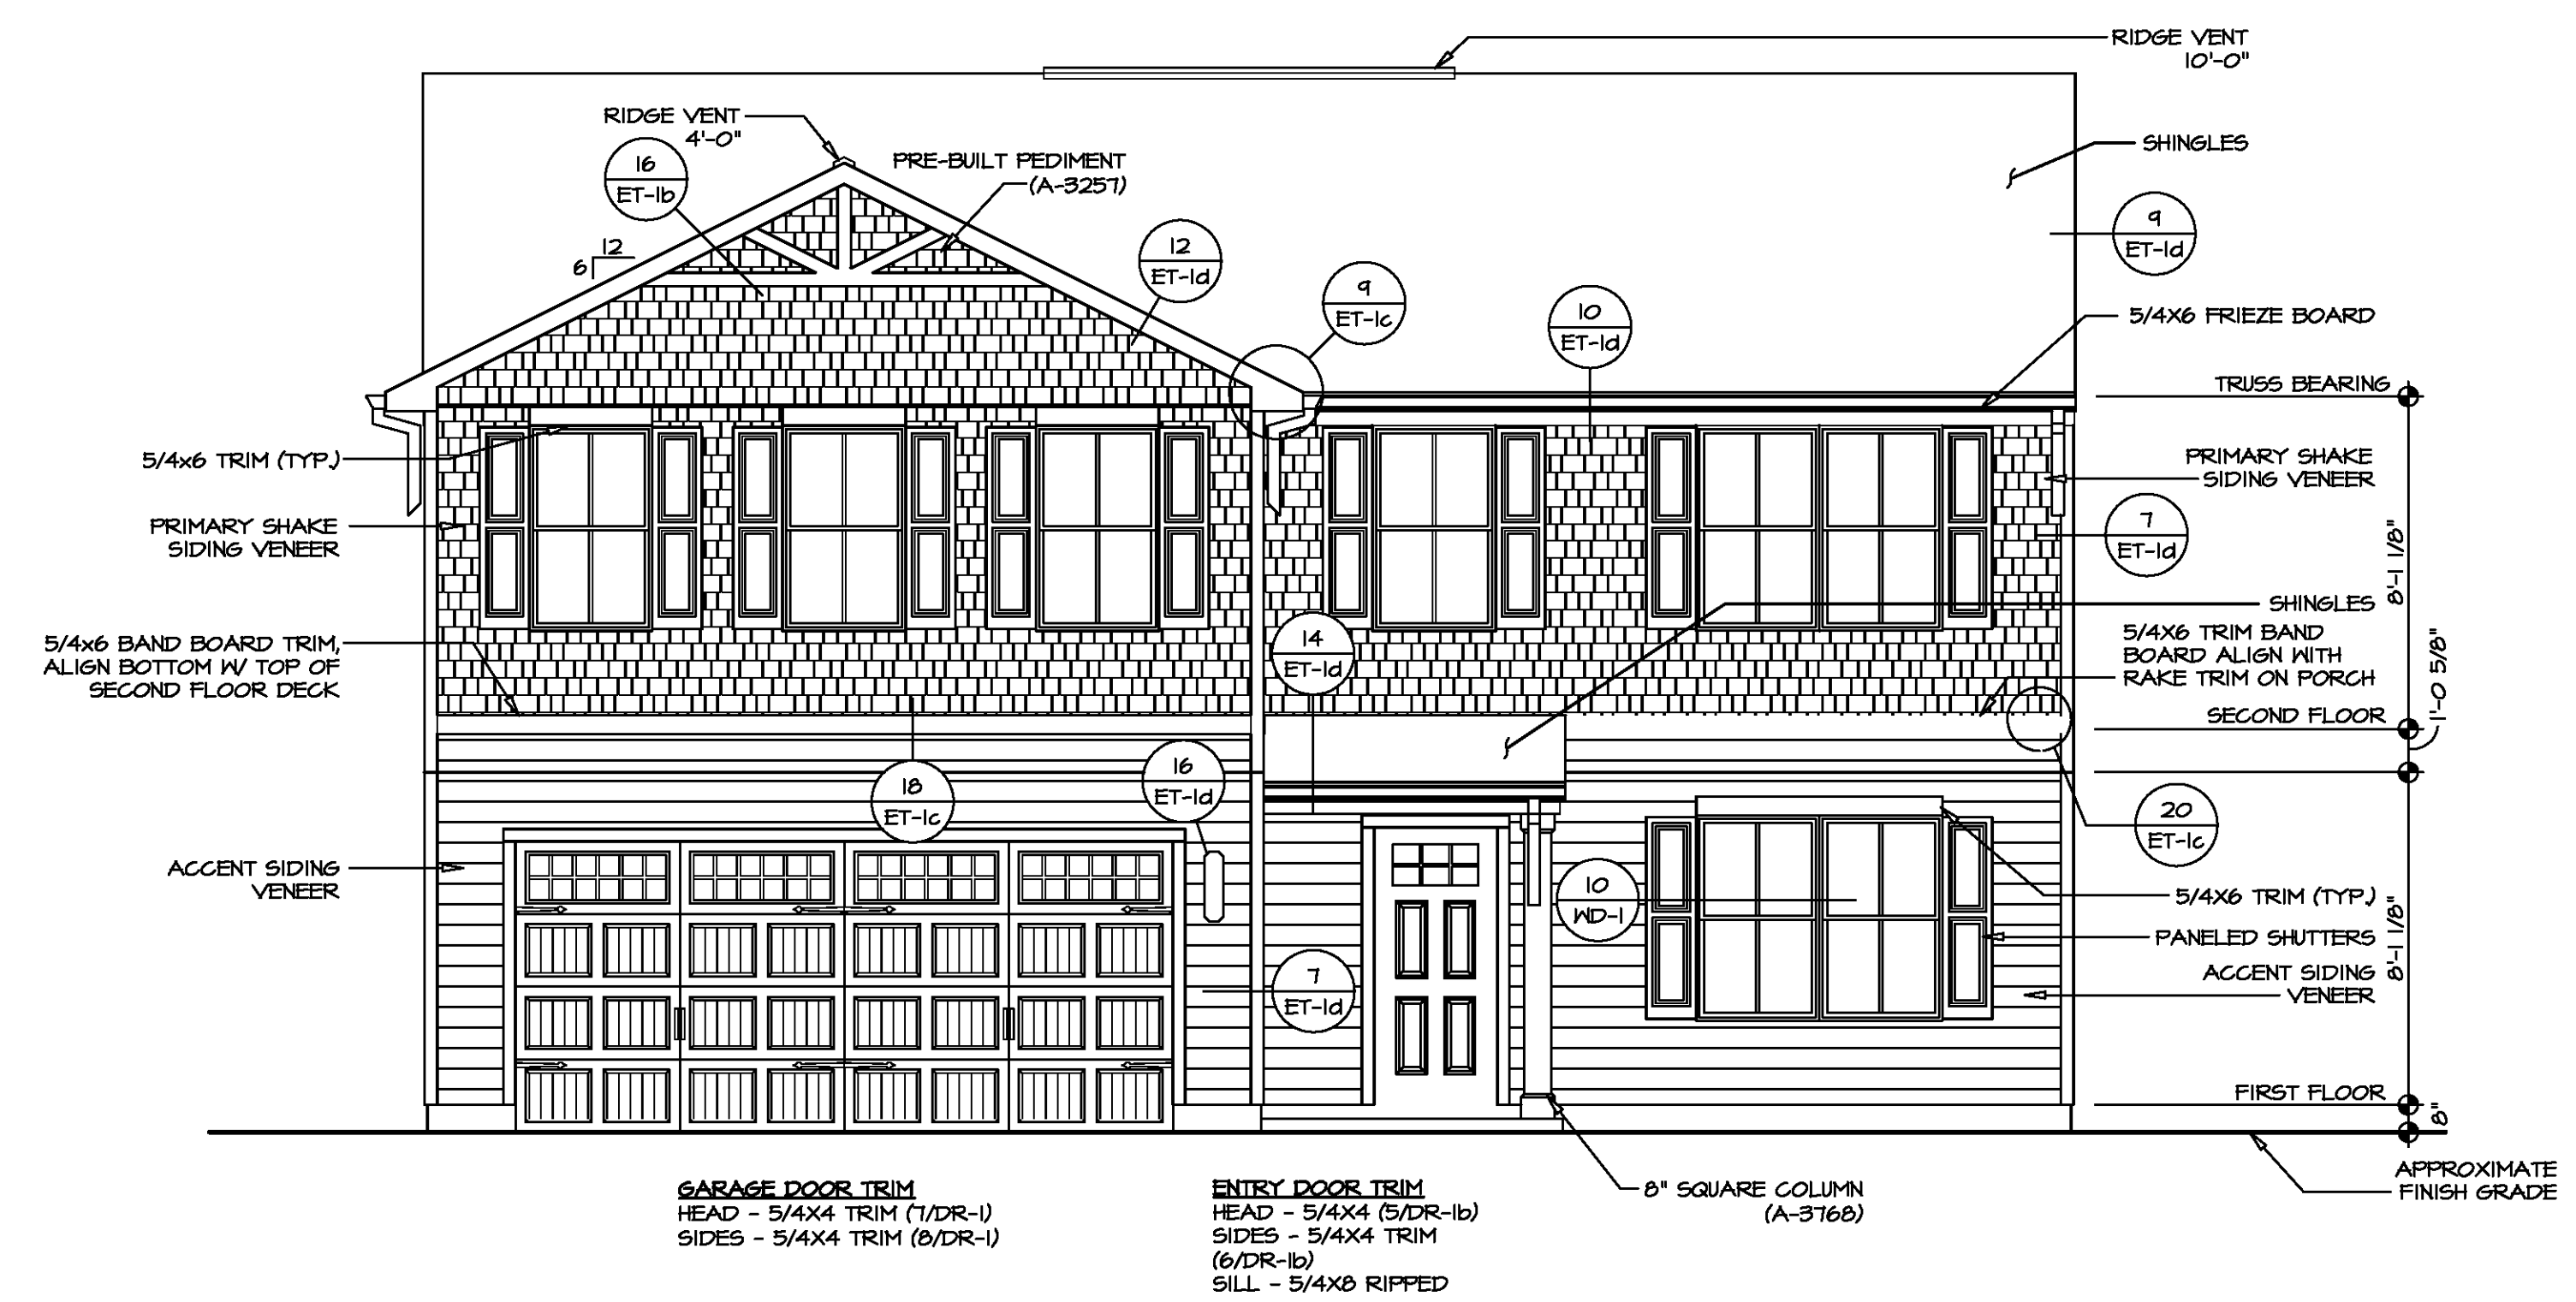 RIDGE VENT
10'-0"
RIDGE VENT
4'-0"
16
ET-1b
PRE-BUILT PEDIMENT
(A-3257)
SHINGLES
9
ET-1d
12
6
12
ET-1d
9
ET-1c
10
ET-1d
5/4X6 FRIEZE BOARD
TRUSS BEARING
5/4x6 TRIM (TYP.)
PRIMARY SHAKE
SIDING VENEER
PRIMARY SHAKE
SIDING VENEER
7
ET-1d
8'-1 1/8"
SHINGLES
5/4x6 BAND BOARD TRIM,
ALIGN BOTTOM W/ TOP OF
SECOND FLOOR DECK
14
ET-1d
5/4X6 TRIM BAND
BOARD ALIGN WITH
RAKE TRIM ON PORCH
1'-0 5/8"
SECOND FLOOR
18
ET-1c
16
ET-1d
20
ET-1c
ACCENT SIDING
VENEER
10
WD-1
5/4X6 TRIM (TYP.)
PANELED SHUTTERS
8'-1 1/8"
ACCENT SIDING
VENEER
7
ET-1d
FIRST FLOOR
8"
APPROXIMATE
FINISH GRADE
GARAGE DOOR TRIM
HEAD - 5/4X4 TRIM (7/DR-1)
SIDES - 5/4X4 TRIM (8/DR-1)
ENTRY DOOR TRIM
HEAD - 5/4X4 (5/DR-1b)
SIDES - 5/4X4 TRIM
(6/DR-1b)
SILL - 5/4X8 RIPPED
8" SQUARE COLUMN
(A-3768)